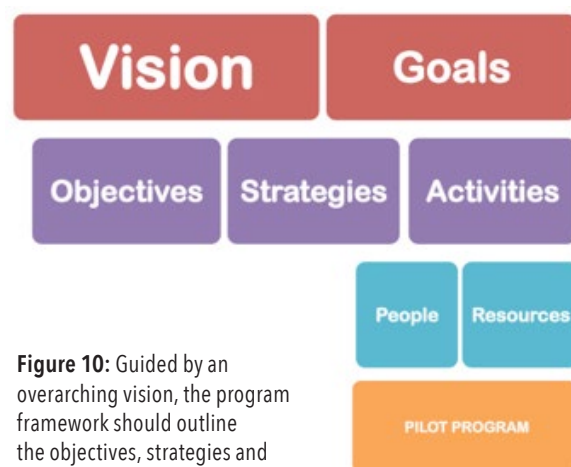 Vision Goals
Objectives Strategies Activities
People Resources
PILOT PROGRAM
Figure 10: Guided by an
overarching vision, the program
framework should outline
the objectives, strategies and